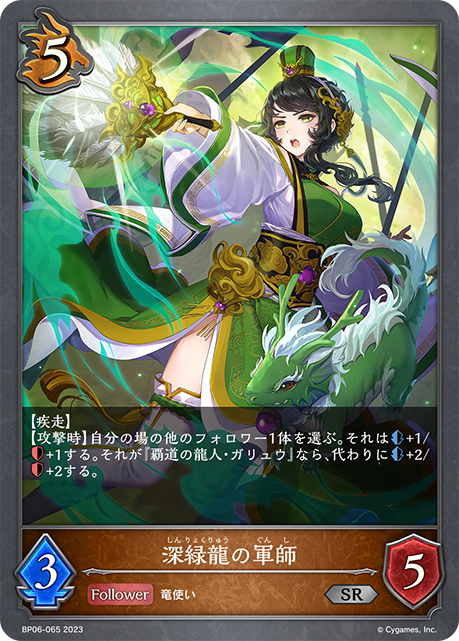 5
【疾走】
【攻撃時】自分の場の他のフォロワー1体を選ぶ。それは+1/
+1する。それが『覇道の龍人・ガリュウ』なら、代わりに+2/
+2する。
しんりょくりゅう ぐんし
深緑龍の軍師
3
Follower 竜使い
SR
5
BP06-065 2023
© Cygames, Inc.